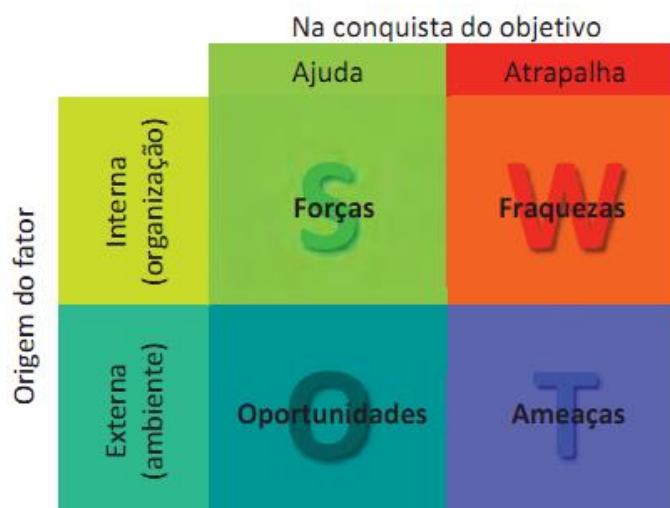 Na conquista do objetivo
Ajuda
Atrapalha
Origem do fator
Interna
(organização)
S
Forças
W
Fraquezas
Externa
(ambiente)
O
Oportunidades
T
Ameaças